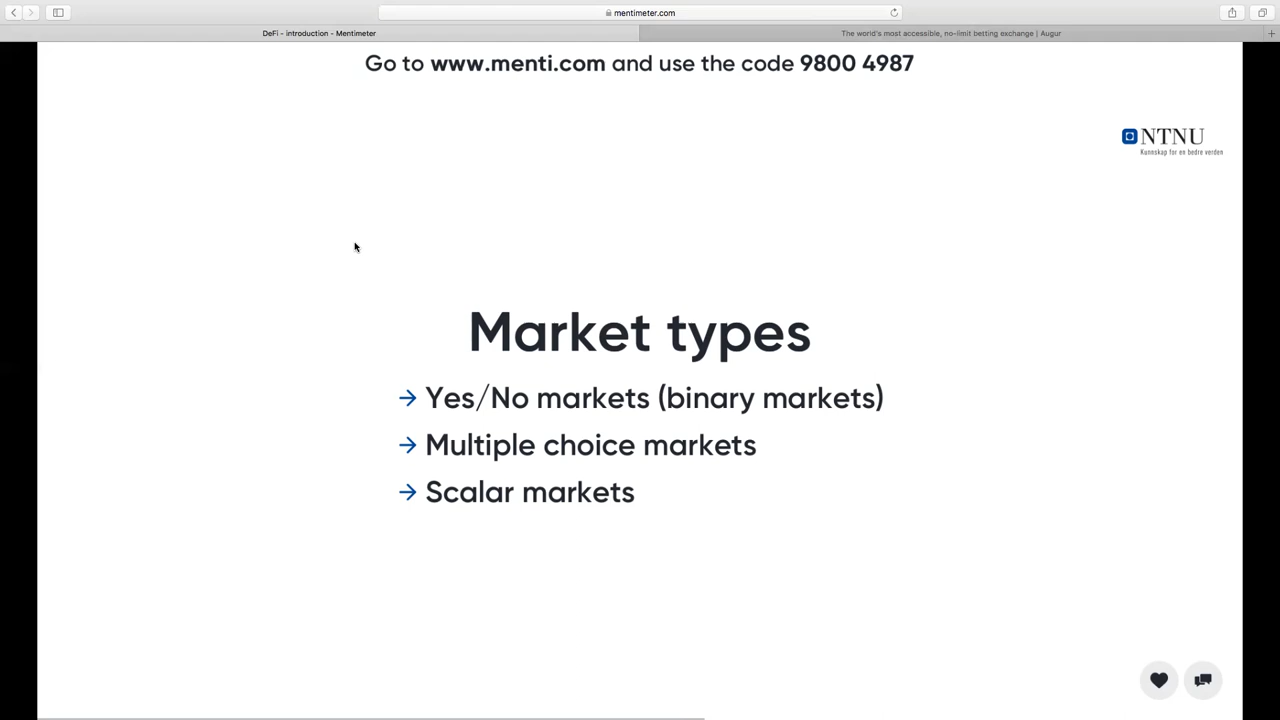 mentimeter.com
DeFi - introduction - Mentimeter
The world's most accessible, no-limit betting exchange | Augur
Go to www.menti.com and use the code 9800 4987
NTNU
Kunnskap for en bedre verden
Market types
→ Yes/No markets (binary markets)
→ Multiple choice markets
→ Scalar markets